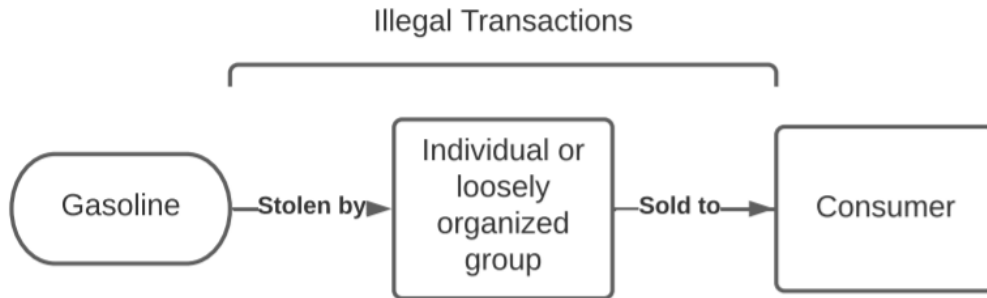 Illegal Transactions
Gasoline
Stolen by
Individual or
loosely
organized
group
Sold to
Consumer